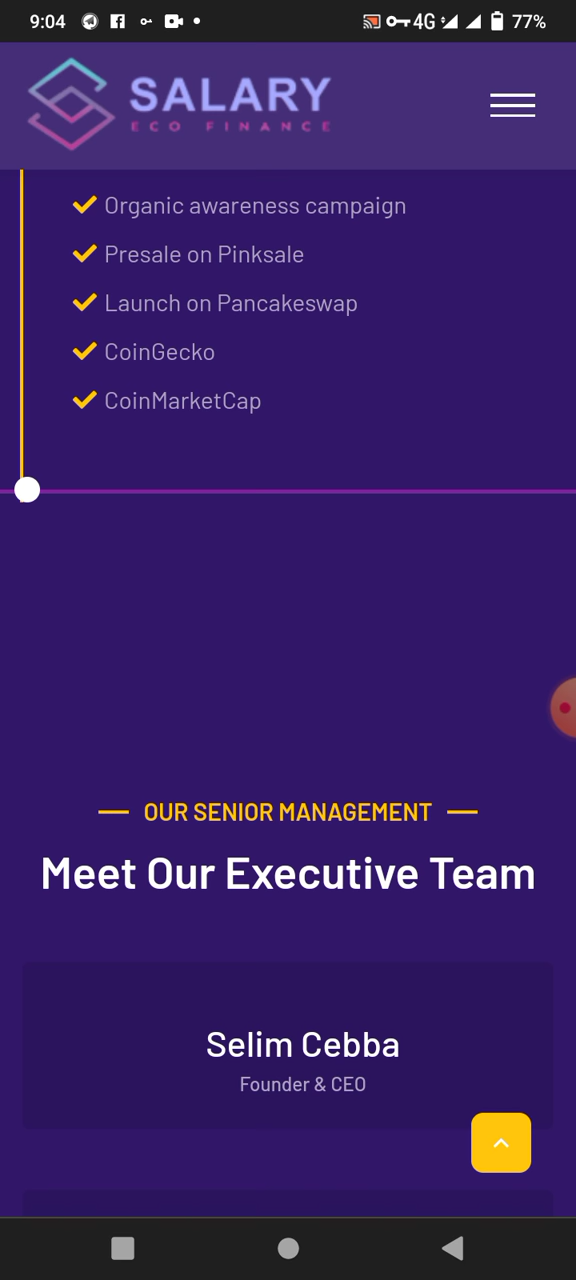 9:04
4G
77%
SALARY
ECO FINANCE
Organic awareness campaign
Presale on Pinksale
Launch on Pancakeswap
CoinGecko
CoinMarketCap
OUR SENIOR MANAGEMENT
Meet Our Executive Team
Selim Cebba
Founder & CEO